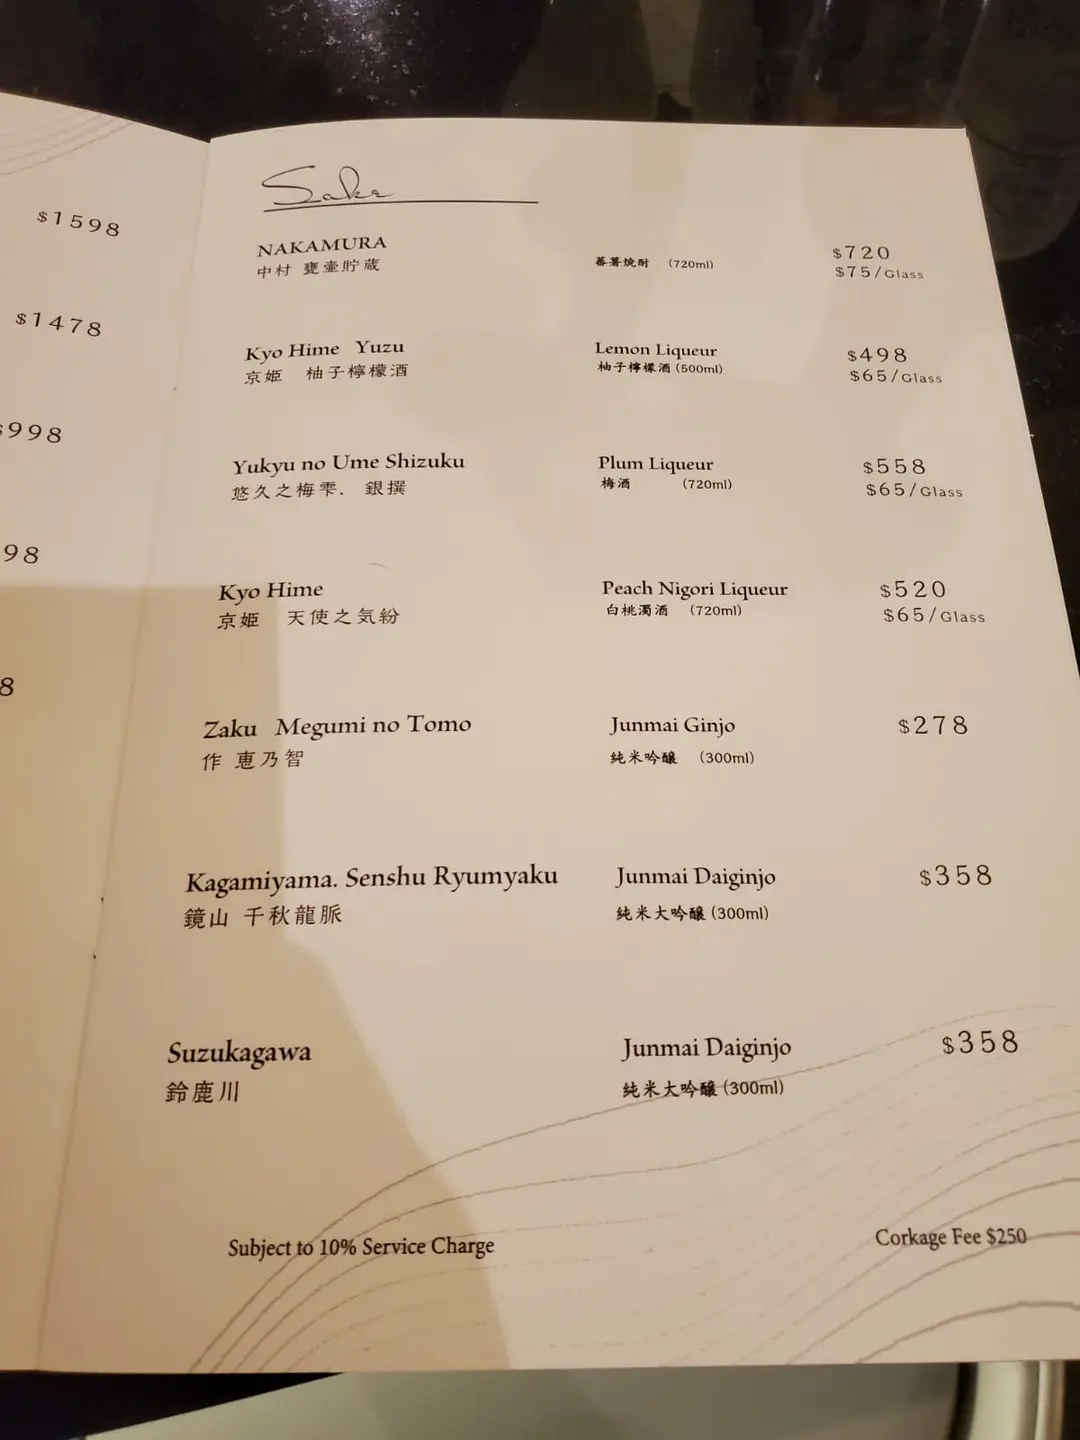 $1598
$1478
$998
98
8
Sake
NAKAMURA
中村 甕壷貯蔵
蕃薯焼酎 (720ml)
$720
$75/Glass
Kyo Hime Yuzu
京姫 柚子檸檬酒
Lemon Liqueur
柚子檸檬酒 (500ml)
$498
$65/Glass
Yukyu no Ume Shizuku
悠久之梅雫. 銀撰
Plum Liqueur
梅酒 (720ml)
$558
$65/Glass
Kyo Hime
京姫 天使之気紛
Peach Nigori Liqueur
白桃濁酒 (720ml)
$520
$65/Glass
Zaku Megumi no Tomo
作 恵乃智
Junmai Ginjo
純米吟醸 (300ml)
$278
Kagamiyama. Senshu Ryumyaku
鏡山 千秋龍脈
Junmai Daiginjo
純米大吟醸 (300ml)
$358
Suzukagawa
鈴鹿川
Junmai Daiginjo
純米大吟醸 (300ml)
$358
Subject to 10% Service Charge
Corkage Fee $250